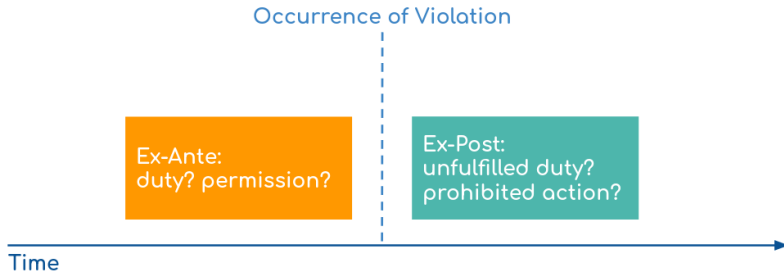 Occurrence of Violation
Ex-Ante:
duty? permission?
Ex-Post:
unfulfilled duty?
prohibited action?
Time